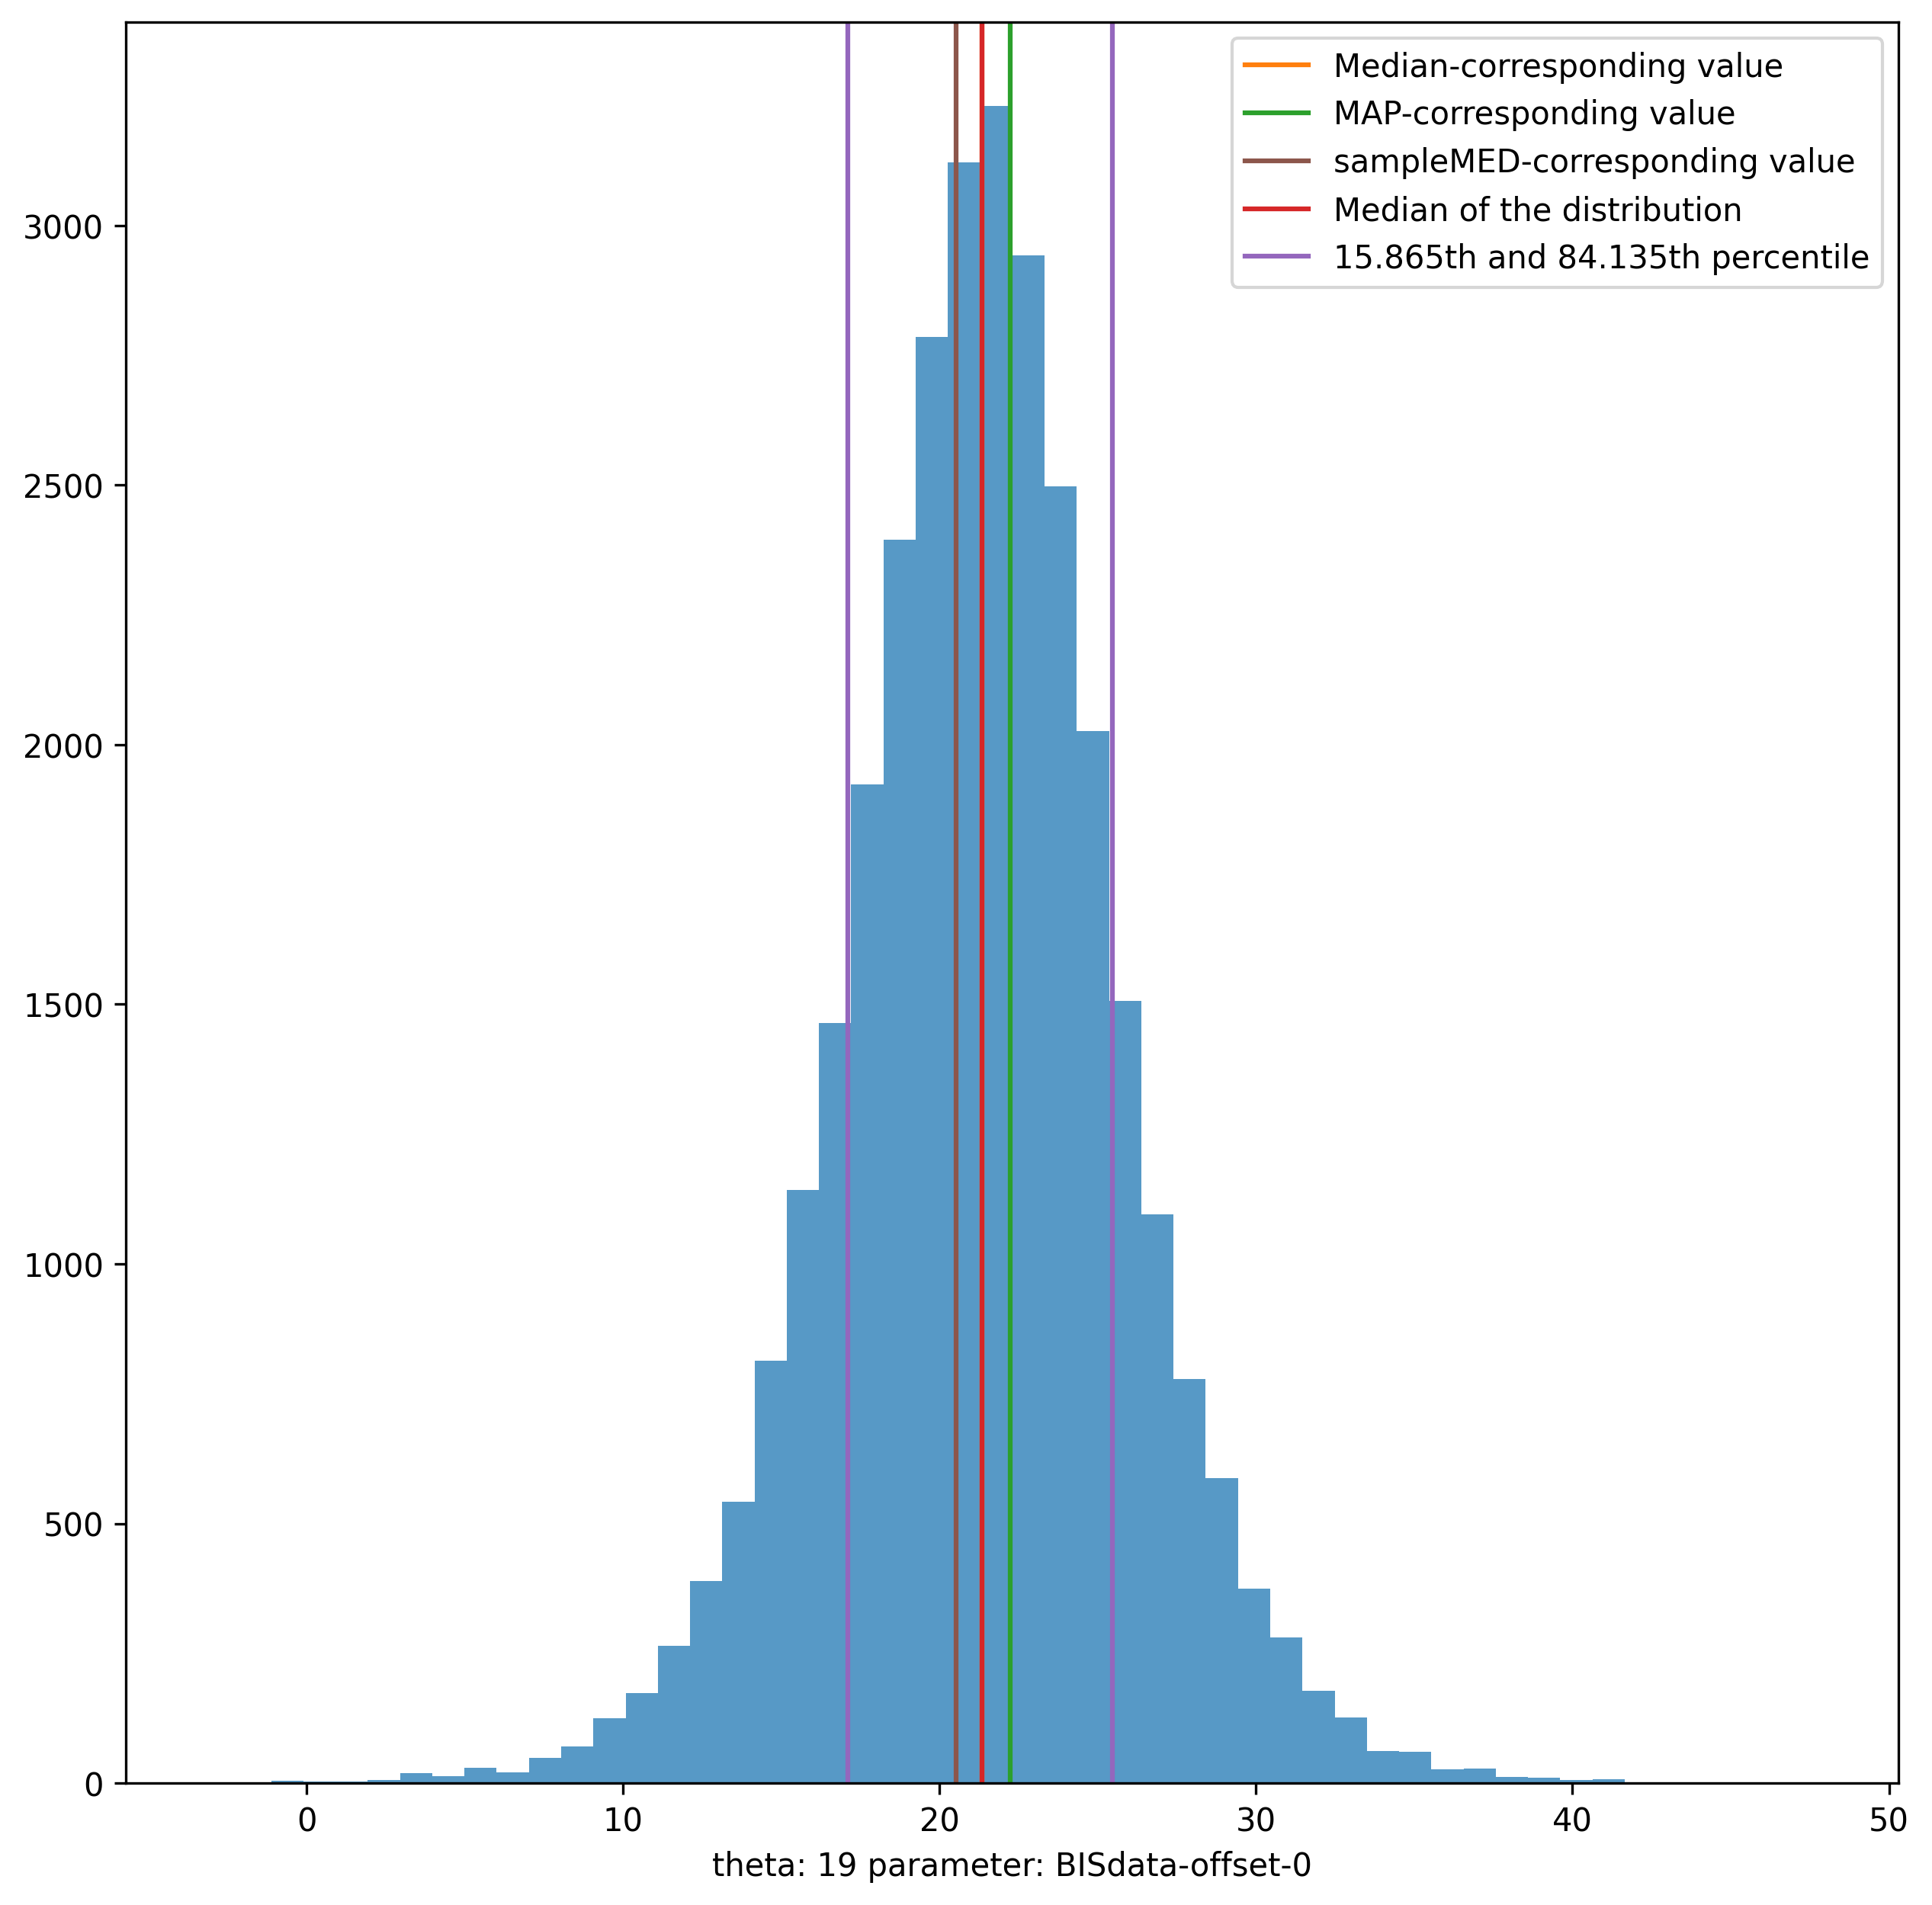 Median-corresponding value
MAP-corresponding value
sampleMED-corresponding value
Median of the distribution
15.865th and 84.135th percentile
3000
2500
2000
1500
1000
500
0
0 10 20 30 40 50
theta: 19 parameter: BISdata-offset-0